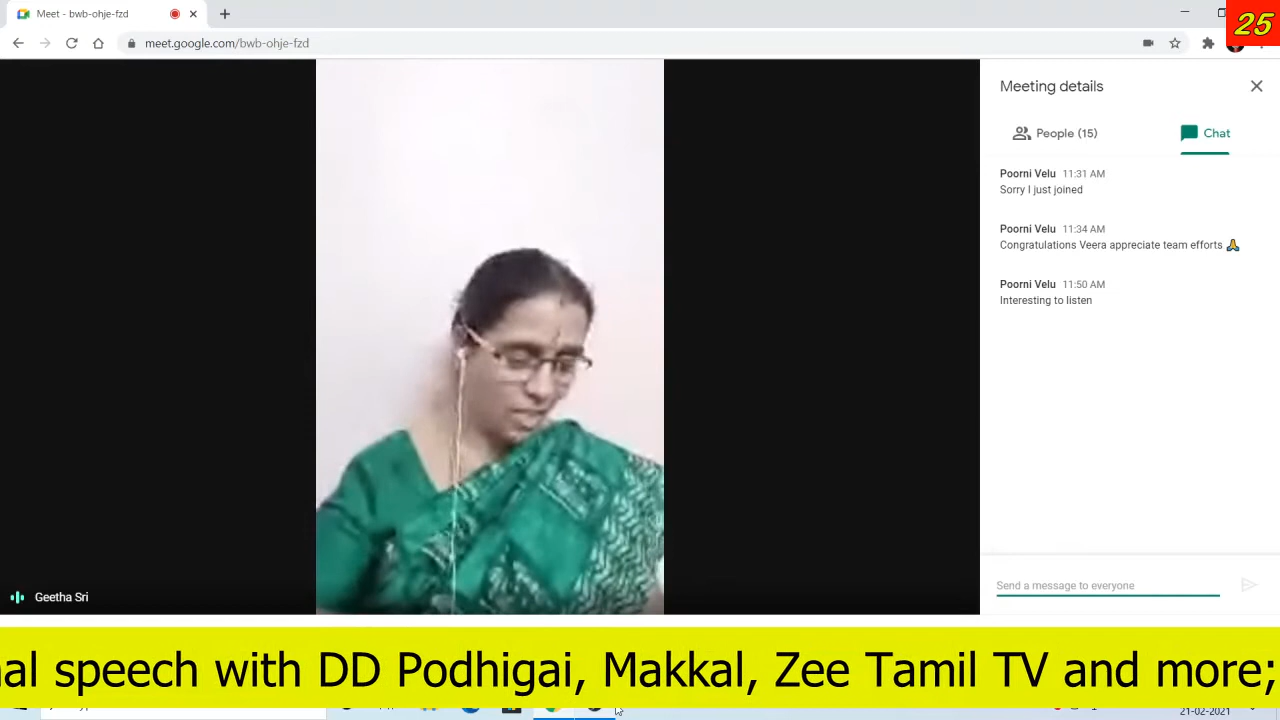 Meet - bwb-ohje-fzd
25
meet.google.com/bwb-ohje-fzd
Meeting details
People (15)
Chat
Poorni Velu 11:31 AM
Sorry I just joined
Poorni Velu 11:34 AM
Congratulations Veera appreciate team efforts 🙏
Poorni Velu 11:50 AM
Interesting to listen
Geetha Sri
Send a message to everyone
al speech with DD Podhigai, Makkal, Zee Tamil TV and more;
21-02-2021